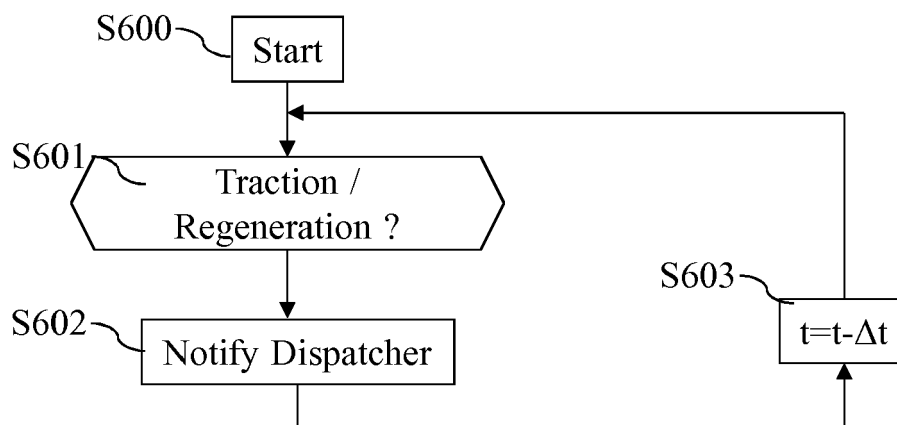 S600
Start
S601
Traction /
Regeneration ?
S603
t=t-Δt
S602
Notify Dispatcher